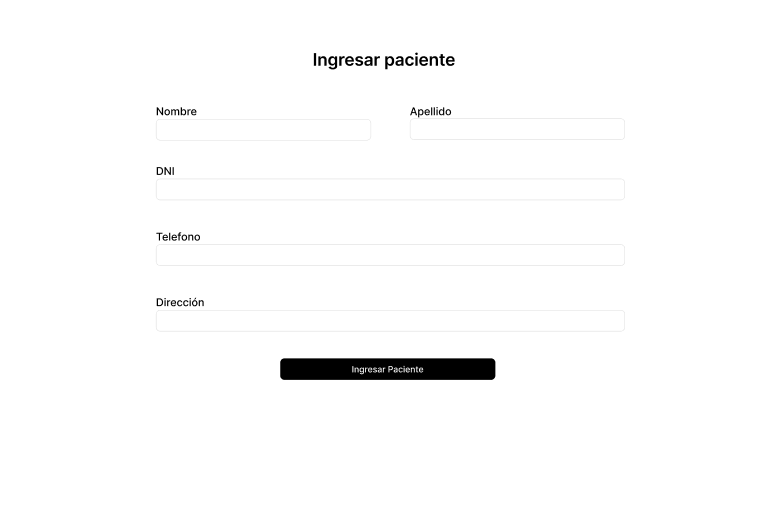 Ingresar paciente
Nombre
Apellido
DNI
Telefono
Dirección
Ingresar Paciente